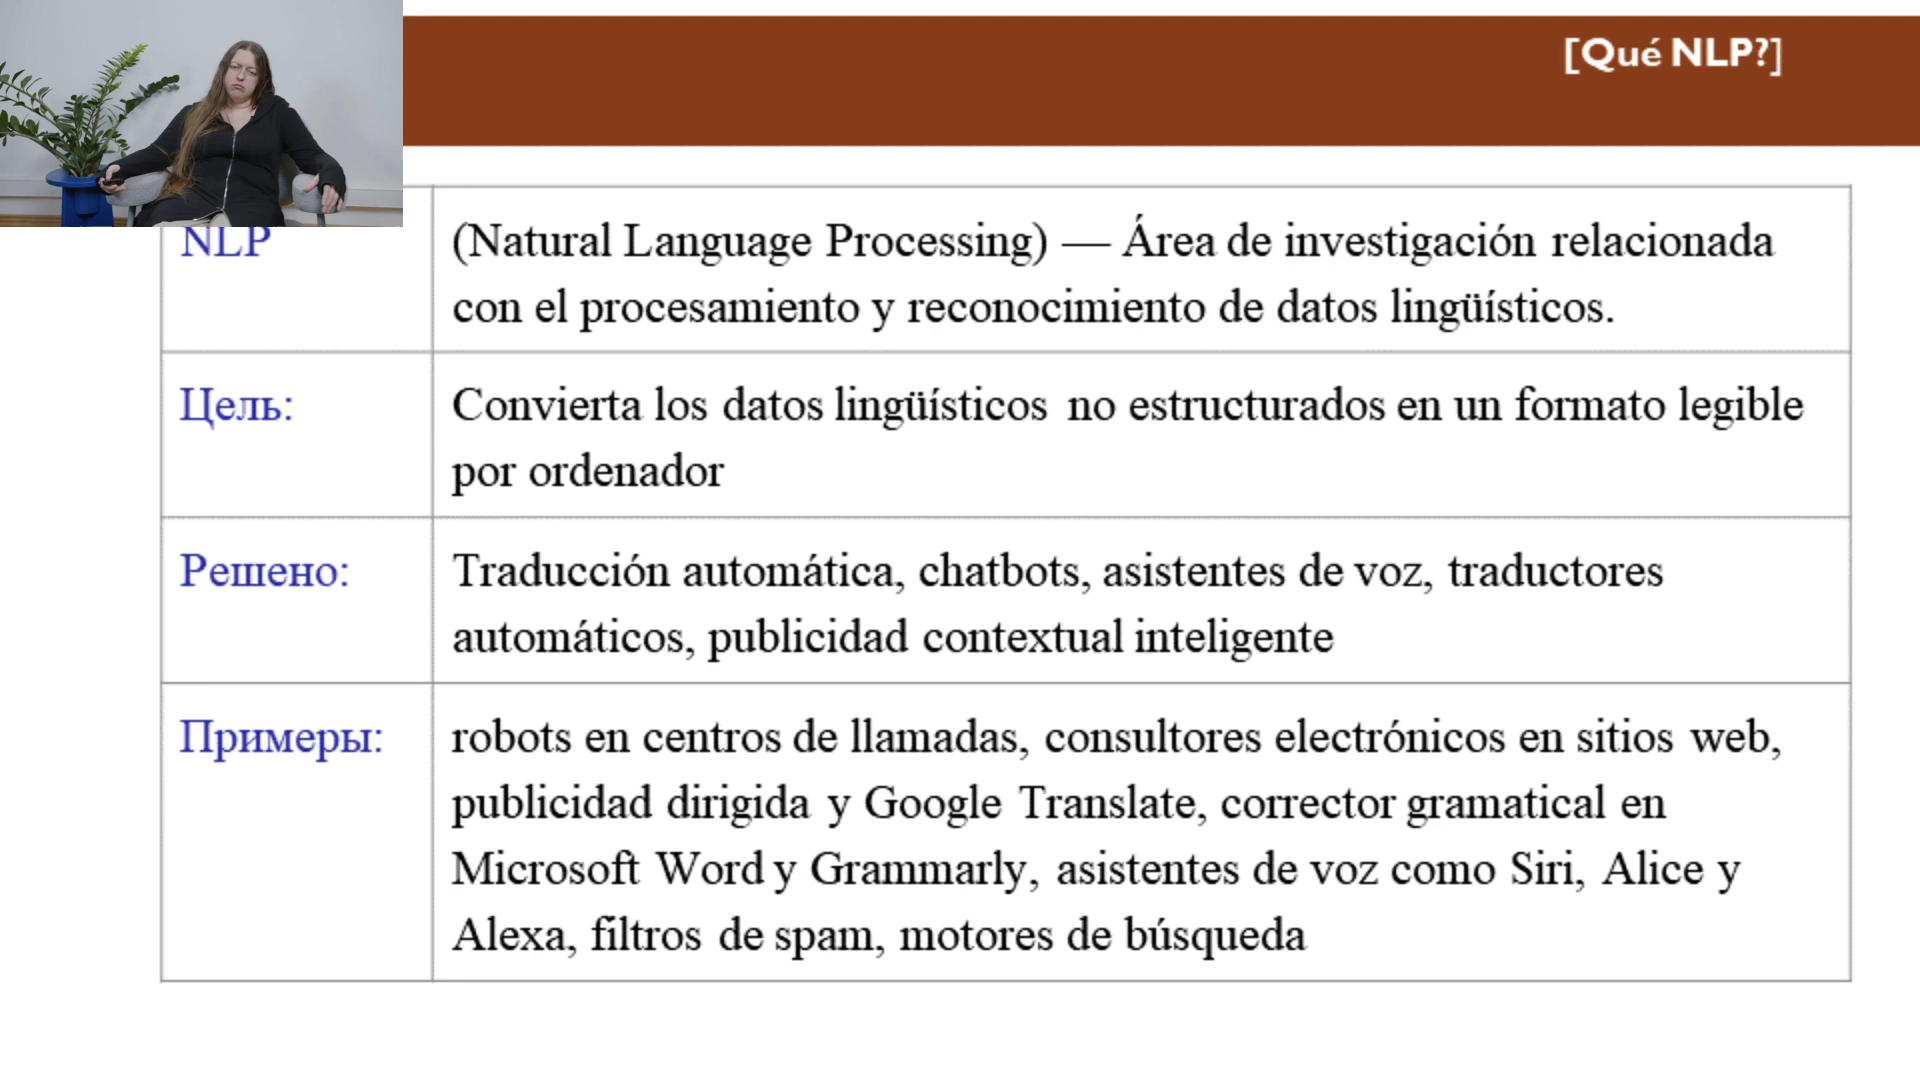 [Qué NLP?]
NLP
(Natural Language Processing) — Área de investigación relacionada
con el procesamiento y reconocimiento de datos lingüísticos.
Цель:
Convierta los datos lingüísticos no estructurados en un formato legible
por ordenador
Решено:
Traducción automática, chatbots, asistentes de voz, traductores
automáticos, publicidad contextual inteligente
Примеры:
robots en centros de llamadas, consultores electrónicos en sitios web,
publicidad dirigida y Google Translate, corrector gramatical en
Microsoft Word y Grammarly, asistentes de voz como Siri, Alice y
Alexa, filtros de spam, motores de búsqueda